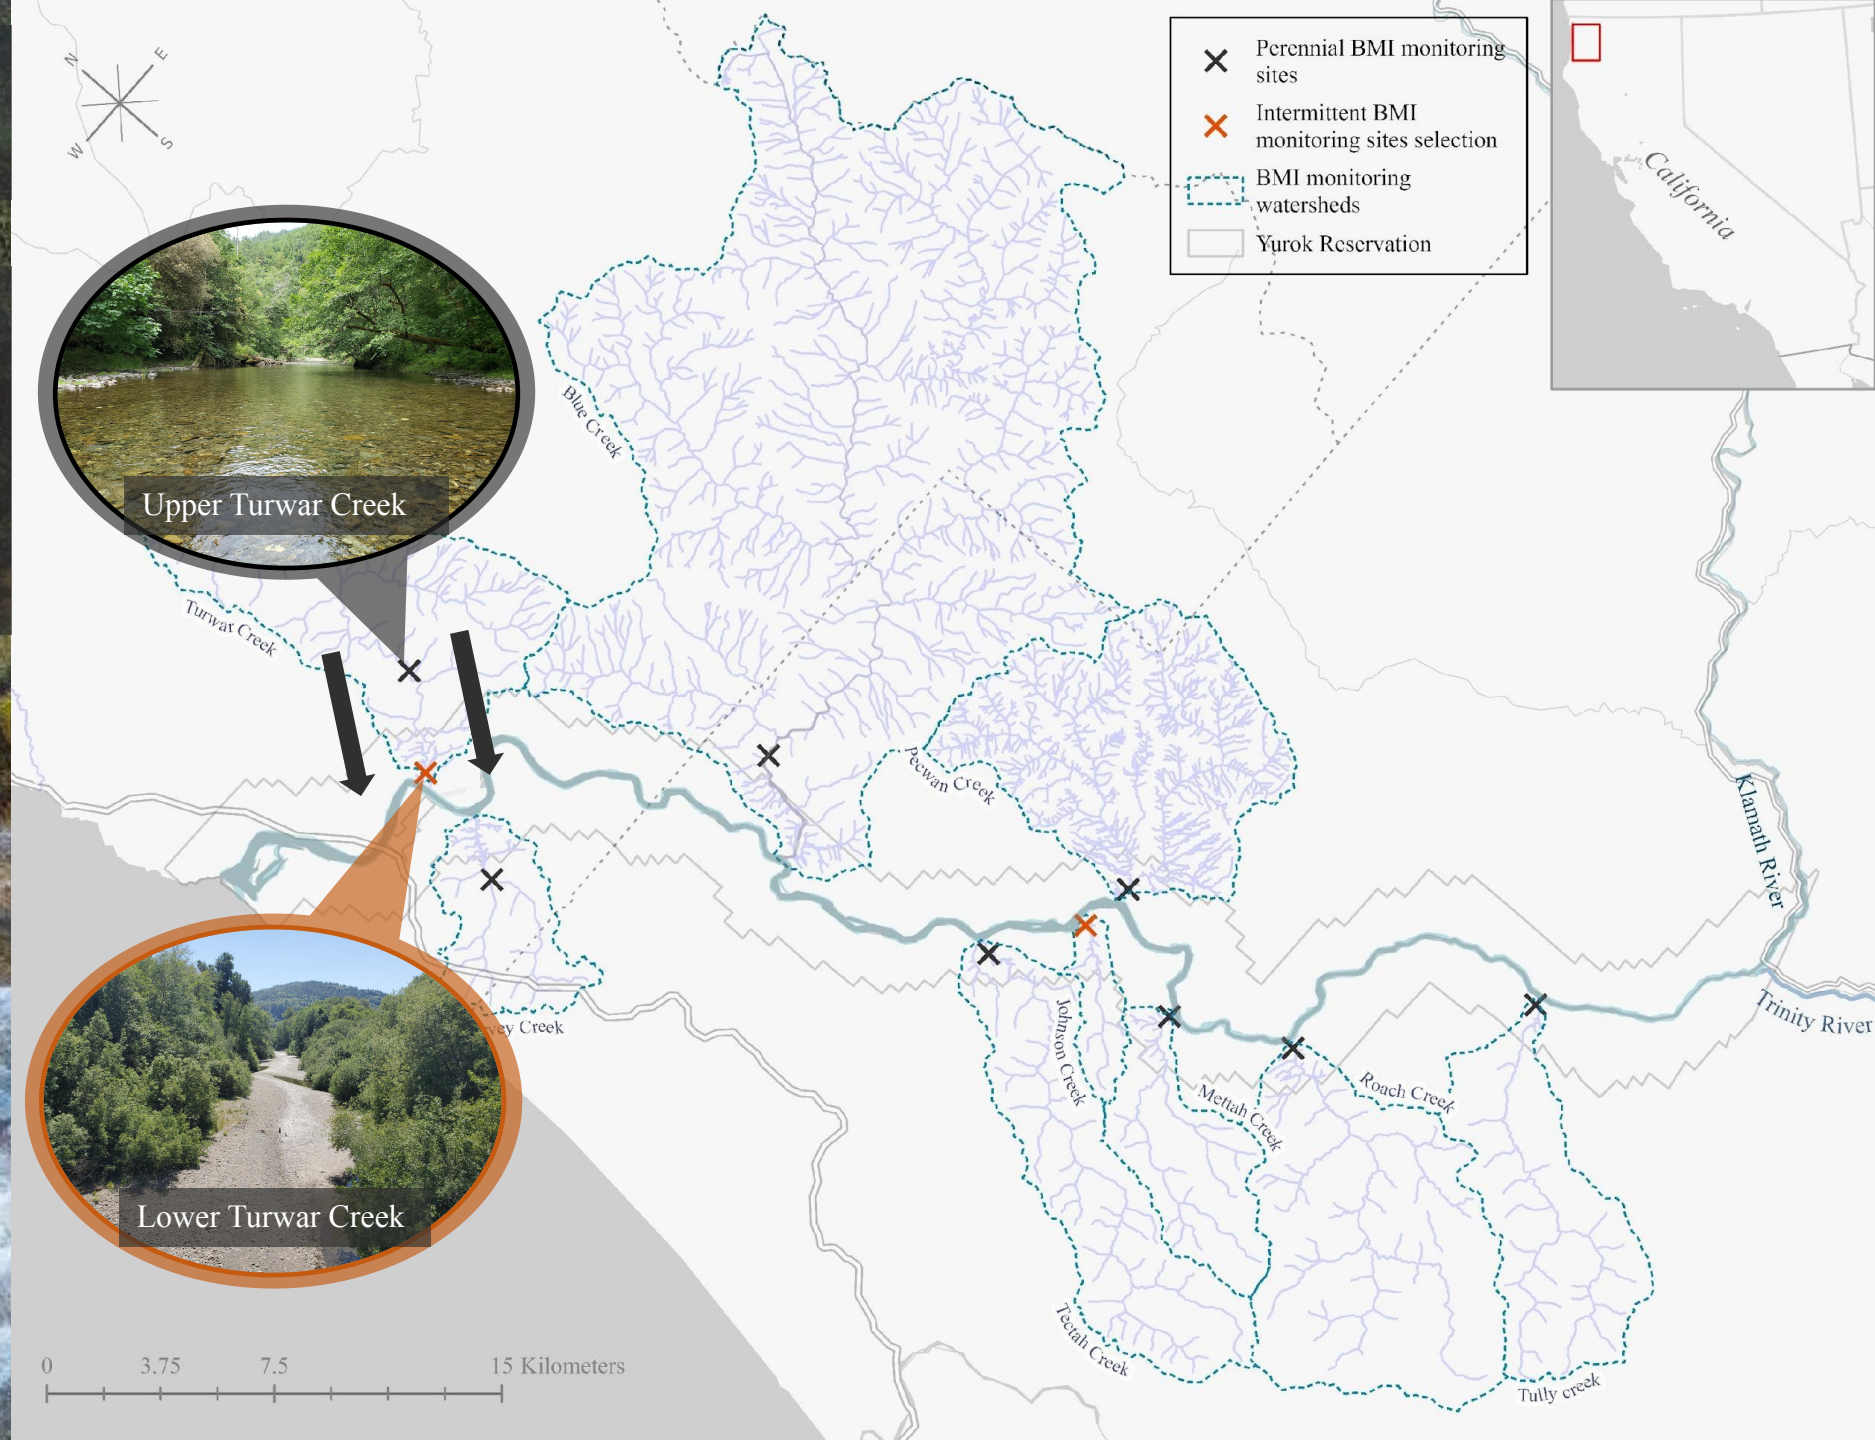 N
E
W
S
Perennial BMI monitoring
sites
Intermittent BMI
monitoring sites selection
BMI monitoring
watersheds
Yurok Reservation
California
Upper Turwar Creek
Blue Creek
Turwar Creek
Pecwan Creek
Klamath River
Trinity River
vey Creek
Johnson Creek
Mettah Creek
Roach Creek
Lower Turwar Creek
Tectah Creek
Tully creek
0
3.75
7.5
15 Kilometers